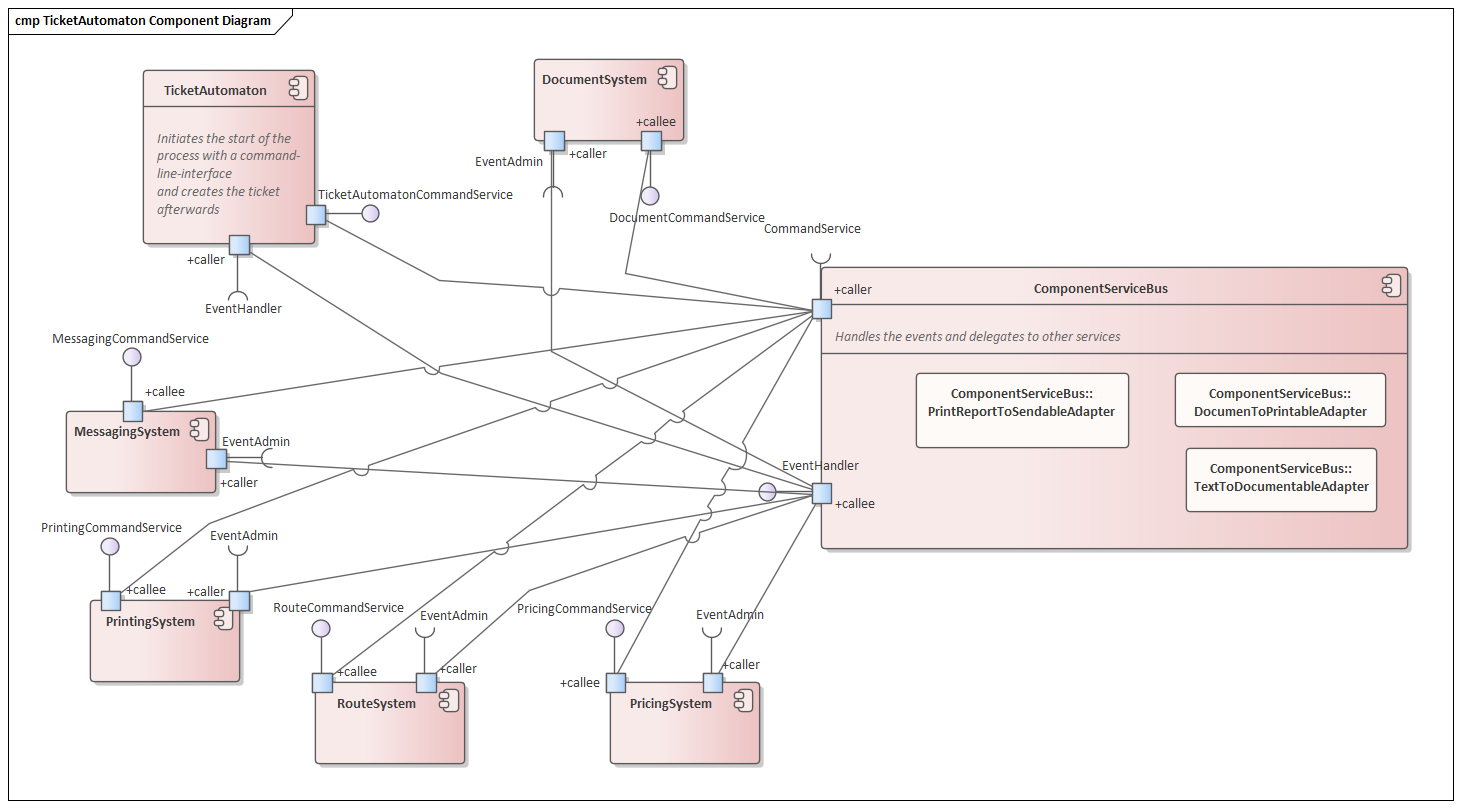 cmp TicketAutomaton Component Diagram
TicketAutomaton
Initiates the start of the
process with a command-
line-interface
and creates the ticket
afterwards
TicketAutomatonCommandService
+caller
EventHandler
DocumentSystem
+callee
EventAdmin
+caller
DocumentCommandService
CommandService
+caller
ComponentServiceBus
Handles the events and delegates to other services
ComponentServiceBus::
PrintReportToSendableAdapter
ComponentServiceBus::
DocumenToPrintableAdapter
ComponentServiceBus::
TextToDocumentableAdapter
EventHandler
+callee
MessagingCommandService
+callee
MessagingSystem
EventAdmin
+caller
PrintingCommandService
EventAdmin
+callee
+caller
PrintingSystem
RouteCommandService
EventAdmin
+callee
+caller
RouteSystem
PricingCommandService
EventAdmin
+callee
+caller
PricingSystem